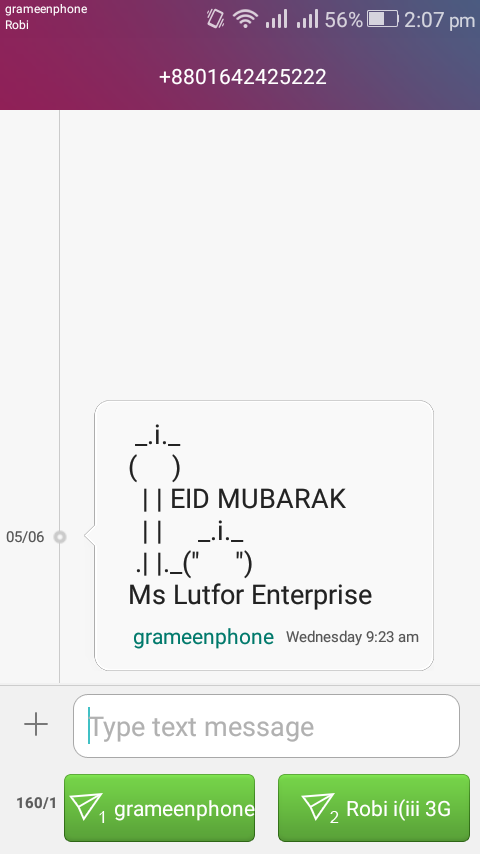 grameenphone
Robi
56%
2:07 pm
+8801642425222
_.i._
(     )
| | EID MUBARAK
| |     _.i._
.| |._("     ")
Ms Lutfor Enterprise
grameenphone Wednesday 9:23 am
05/06
Type text message
160/1
1 grameenphone
2 Robi i(iii 3G